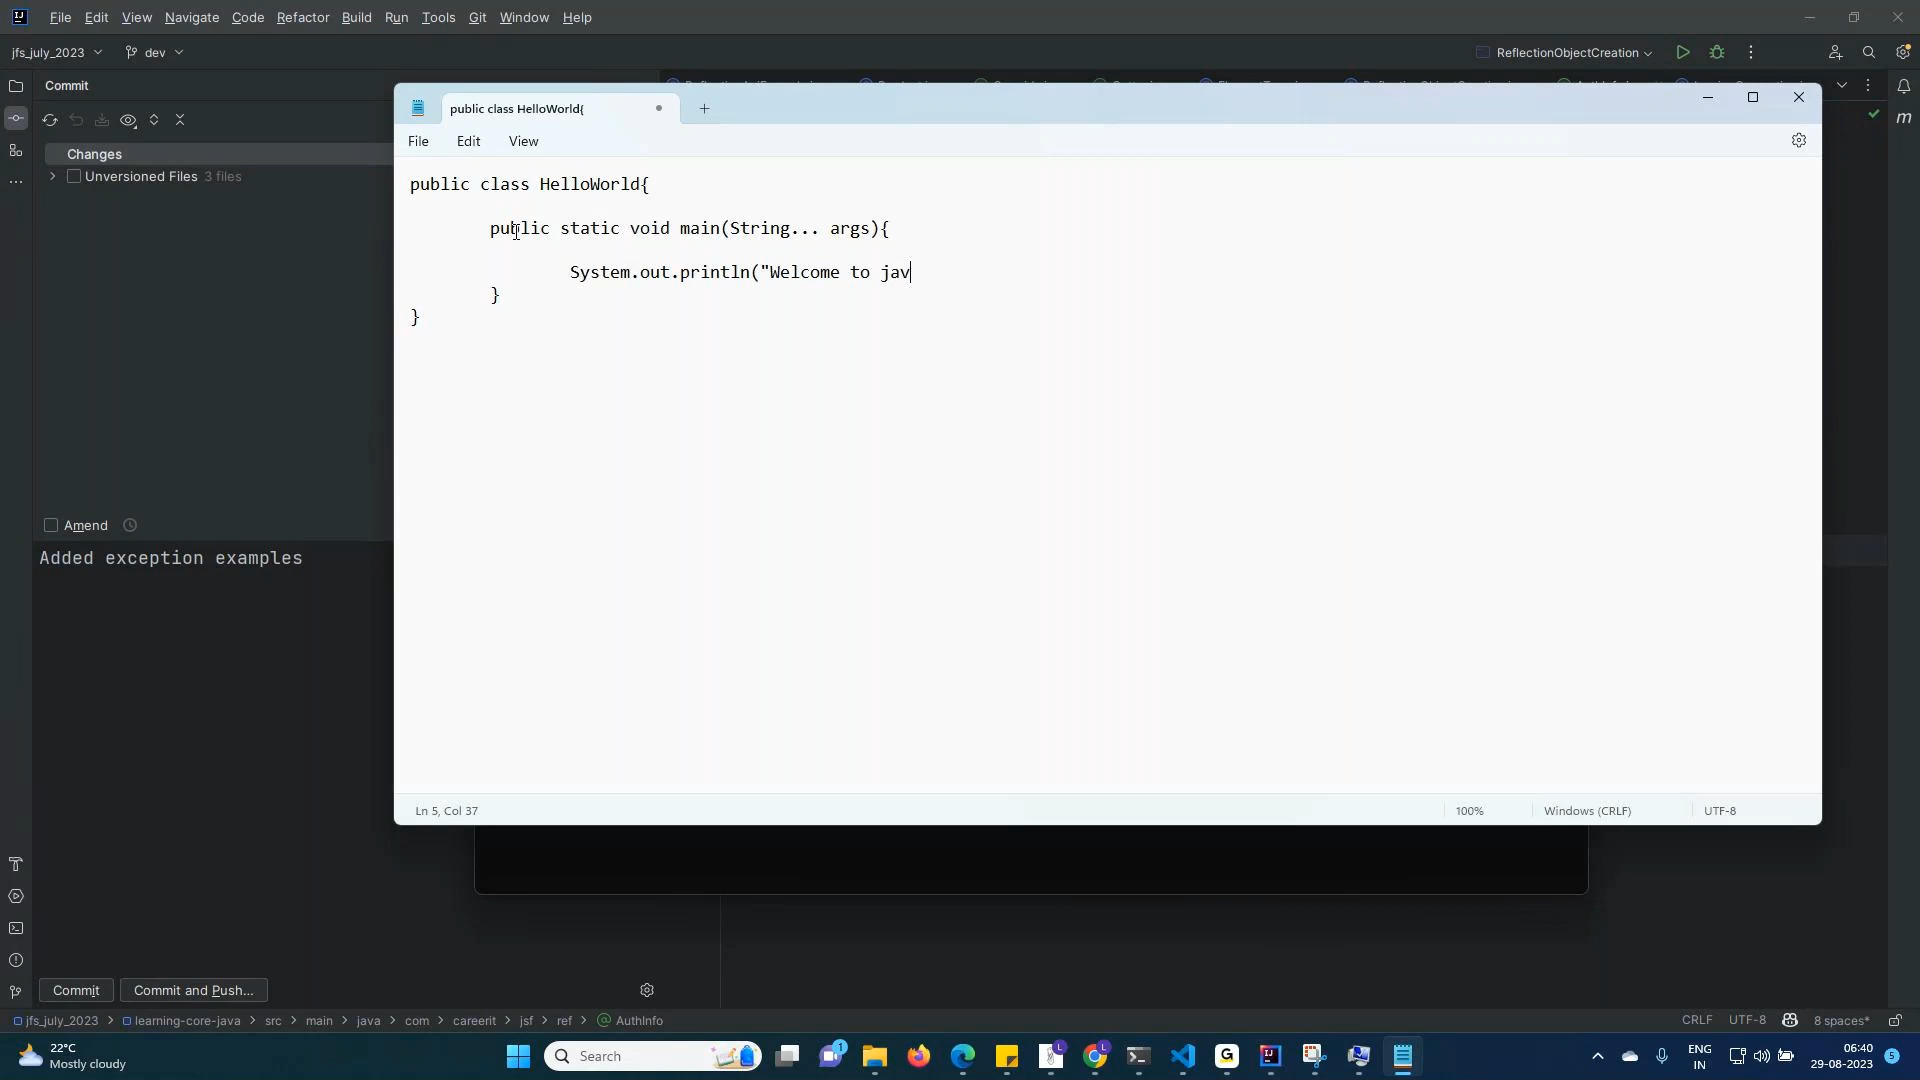 File Edit View Navigate Code Refactor Build Run Tools Git Window Help
jfs_july_2023 dev ReflectionObjectCreation
Commit
public class HelloWorld{
File Edit View
Changes
Unversioned Files 3 files
public class HelloWorld{
public static void main(String... args){
System.out.println("Welcome to jav
}
}
Amend
Added exception examples
Ln 5, Col 37 100% Windows (CRLF) UTF-8
Commit Commit and Push...
jfs_july_2023 learning-core-java src main java com careerit jsf ref AuthInfo CRLF UTF-8 8 spaces*
22°C
Mostly cloudy
Search
ENG
IN
06:40
29-08-2023
5